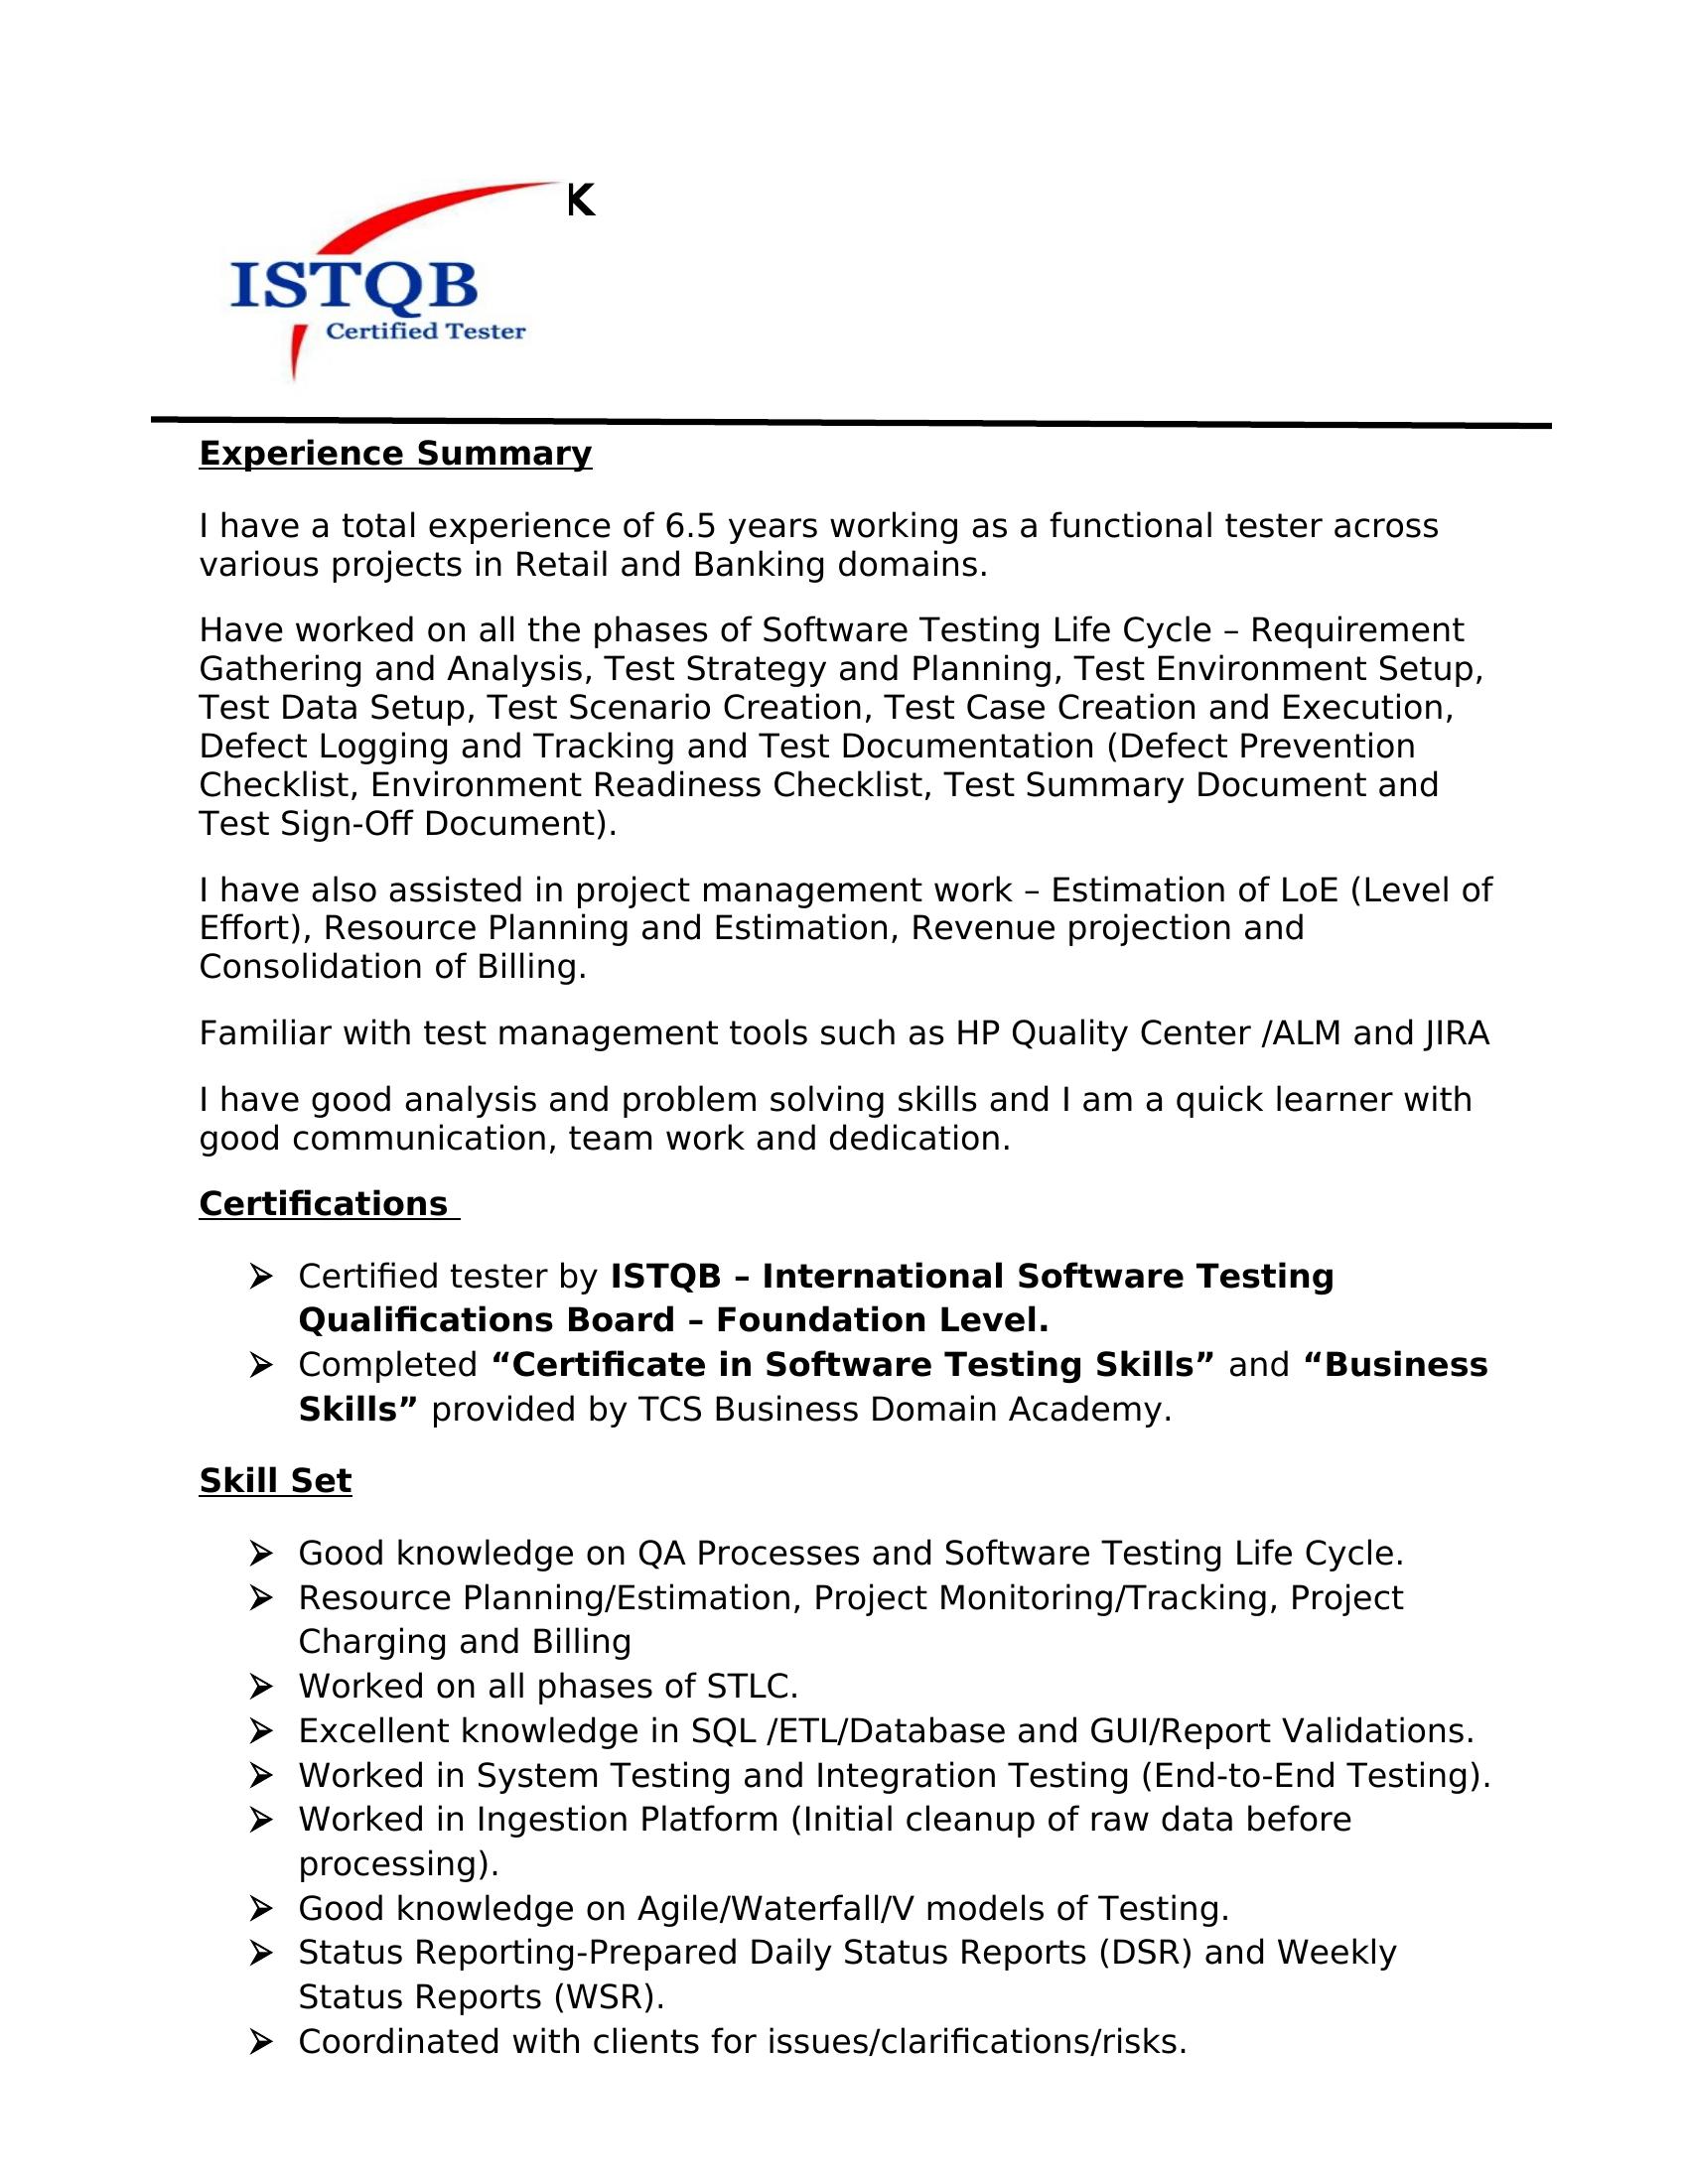 K
ISTQB
Certified Tester
Experience Summary
I have a total experience of 6.5 years working as a functional tester across
various projects in Retail and Banking domains.
Have worked on all the phases of Software Testing Life Cycle – Requirement
Gathering and Analysis, Test Strategy and Planning, Test Environment Setup,
Test Data Setup, Test Scenario Creation, Test Case Creation and Execution,
Defect Logging and Tracking and Test Documentation (Defect Prevention
Checklist, Environment Readiness Checklist, Test Summary Document and
Test Sign-Off Document).
I have also assisted in project management work – Estimation of LoE (Level of
Effort), Resource Planning and Estimation, Revenue projection and
Consolidation of Billing.
Familiar with test management tools such as HP Quality Center /ALM and JIRA
I have good analysis and problem solving skills and I am a quick learner with
good communication, team work and dedication.
Certifications
➢ Certified tester by ISTQB – International Software Testing
Qualifications Board – Foundation Level.
➢ Completed “Certificate in Software Testing Skills” and “Business
Skills” provided by TCS Business Domain Academy.
Skill Set
➢ Good knowledge on QA Processes and Software Testing Life Cycle.
➢ Resource Planning/Estimation, Project Monitoring/Tracking, Project
Charging and Billing
➢ Worked on all phases of STLC.
➢ Excellent knowledge in SQL /ETL/Database and GUI/Report Validations.
➢ Worked in System Testing and Integration Testing (End-to-End Testing).
➢ Worked in Ingestion Platform (Initial cleanup of raw data before
processing).
➢ Good knowledge on Agile/Waterfall/V models of Testing.
➢ Status Reporting-Prepared Daily Status Reports (DSR) and Weekly
Status Reports (WSR).
➢ Coordinated with clients for issues/clarifications/risks.